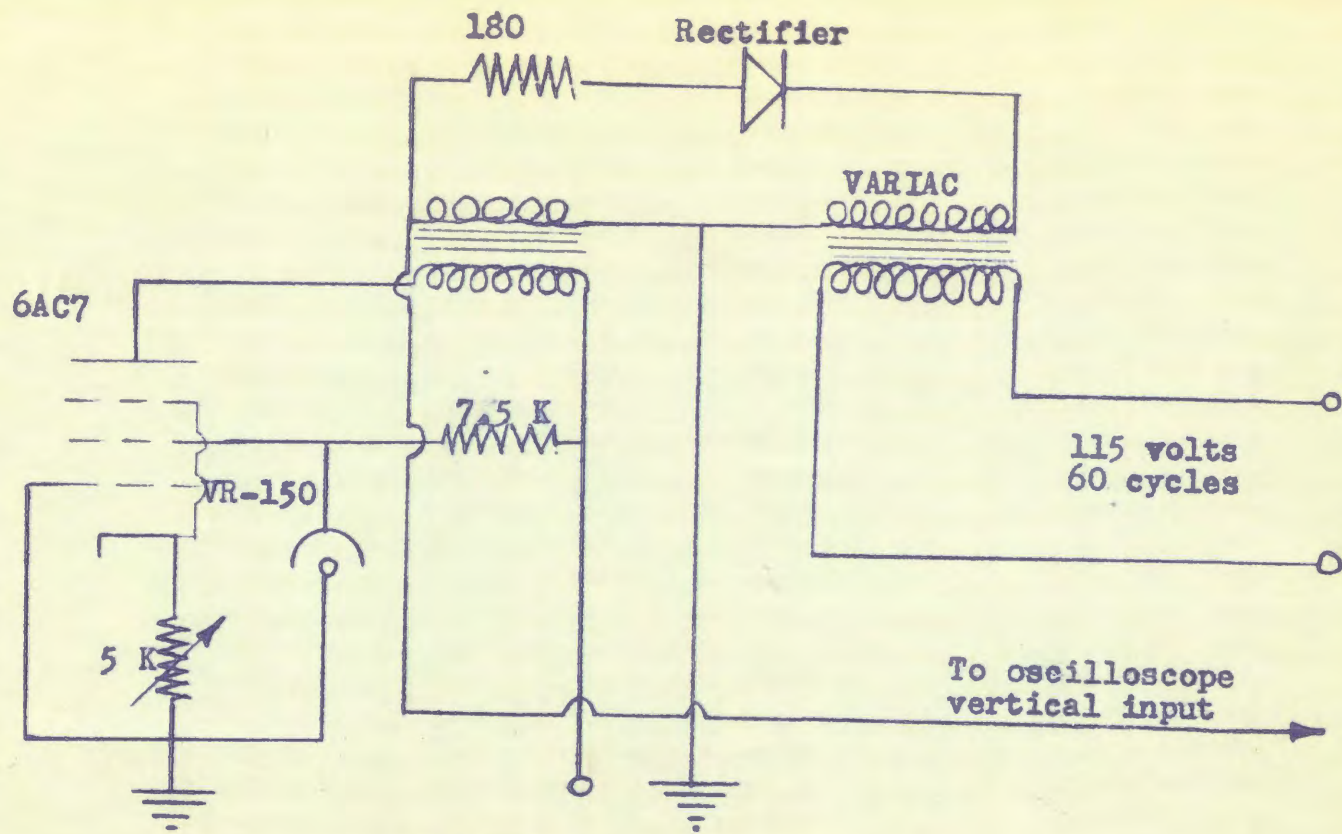 180
Rectifier
VARIAC
6AC7
7.5 K
VR-150
115 volts
60 cycles
5 K
To oscilloscope
vertical input